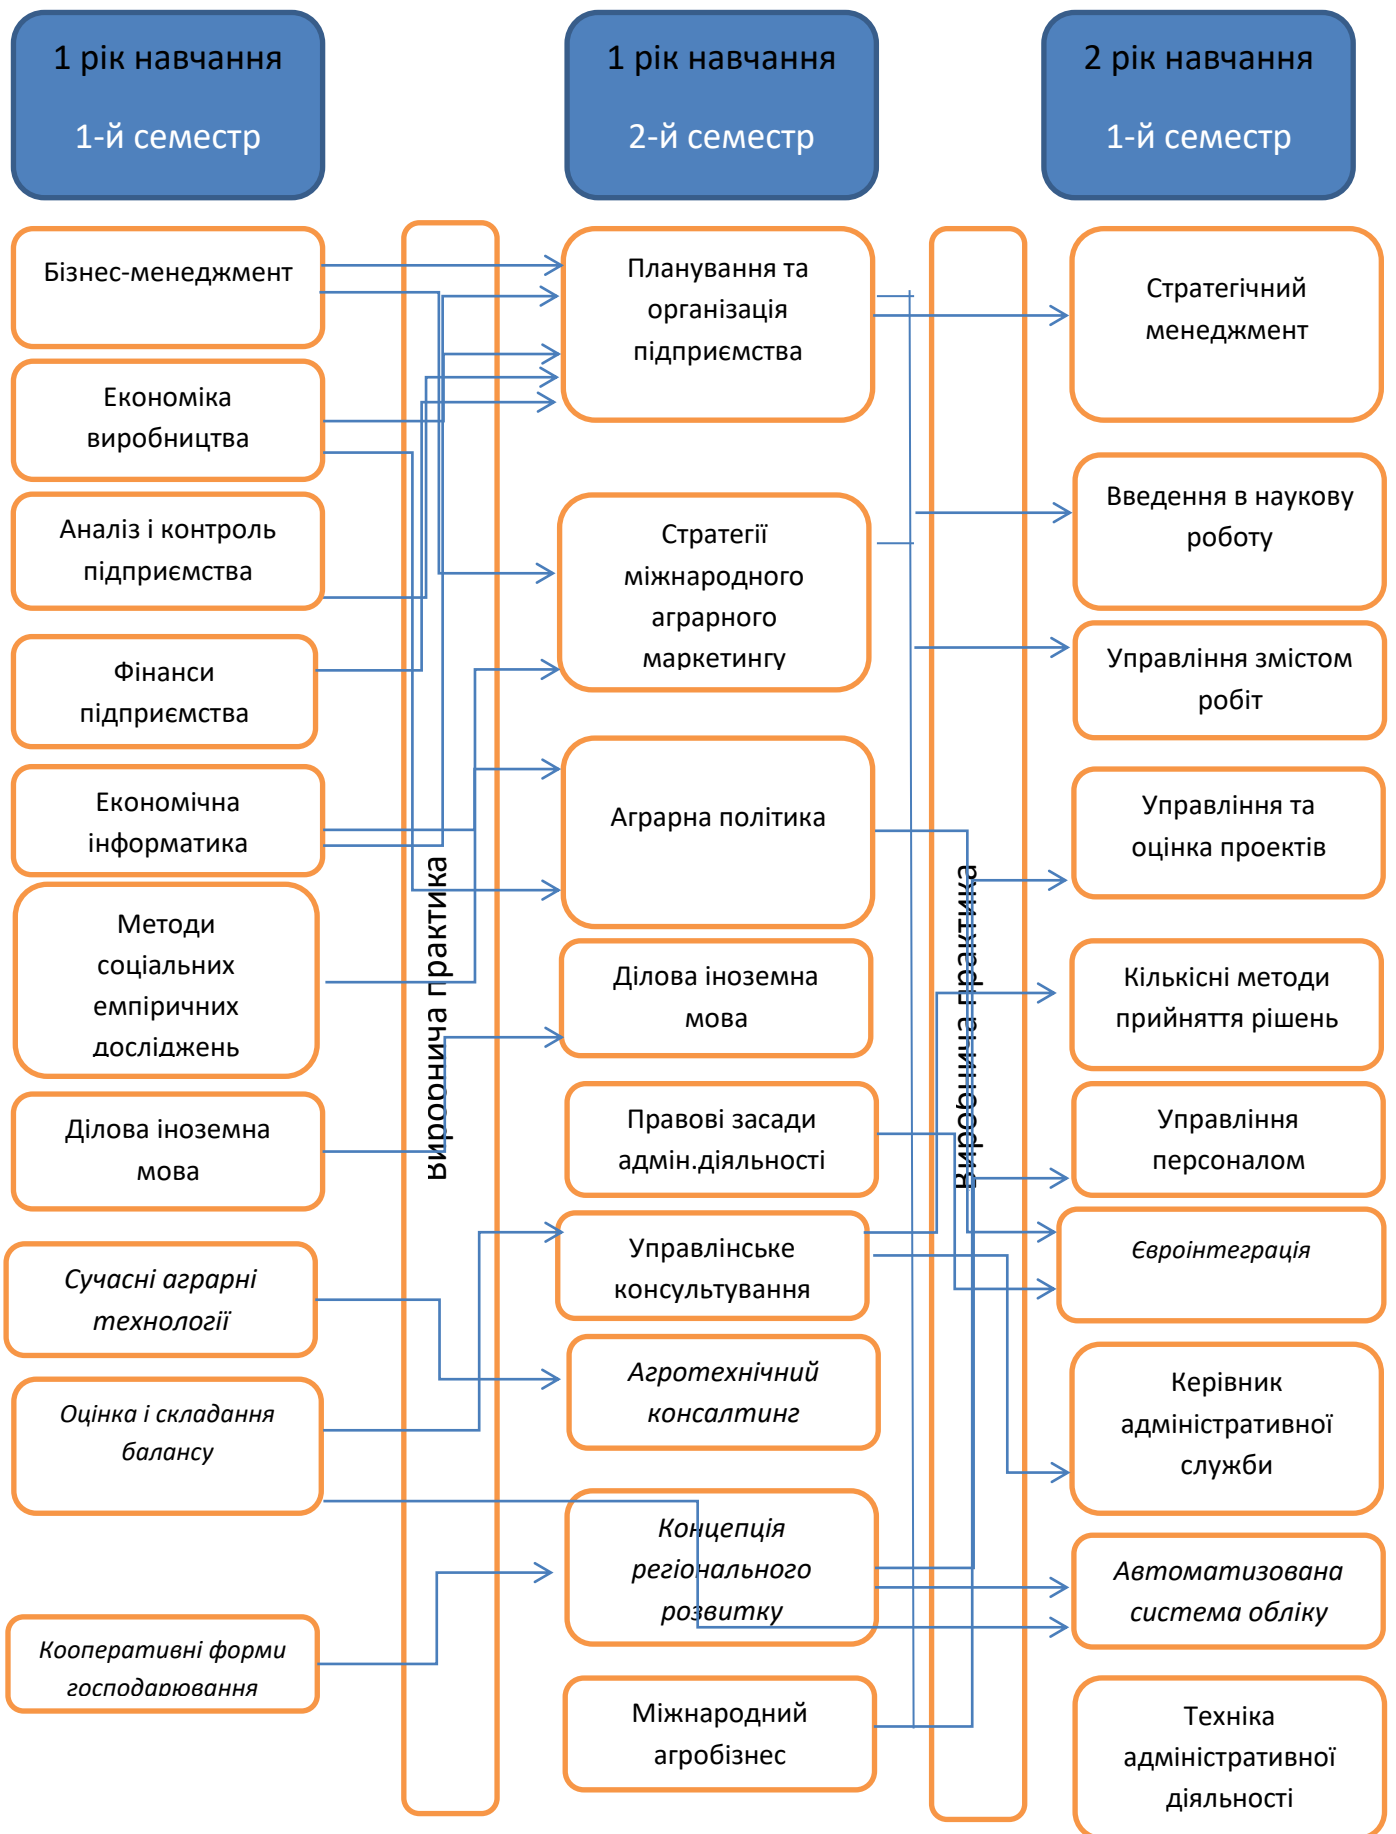 1 рік навчання
1-й семестр
1 рік навчання
2-й семестр
2 рік навчання
1-й семестр
Бізнес-менеджмент
Економіка
виробництва
Аналіз і контроль
підприємства
Фінанси
підприємства
Економічна
інформатика
Методи
соціальних
емпіричних
досліджень
Ділова іноземна
мова
Сучасні аграрні
технології
Оцінка і складання
балансу
Кооперативні форми
господарювання
Виробнича практика
Планування та
організація
підприємства
Стратегії
міжнародного
аграрного
маркетингу
Аграрна політика
Ділова іноземна
мова
Правові засади
адмін.діяльності
Управлінське
консультування
Агротехнічний
консалтинг
Концепція
регіонального
розвитку
Міжнародний
агробізнес
Виробнича практика
Стратегічний
менеджмент
Введення в наукову
роботу
Управління змістом
робіт
Управління та
оцінка проектів
Кількісні методи
прийняття рішень
Управління
персоналом
Євроінтеграція
Керівник
адміністративної
служби
Автоматизована
система обліку
Техніка
адміністративної
діяльності